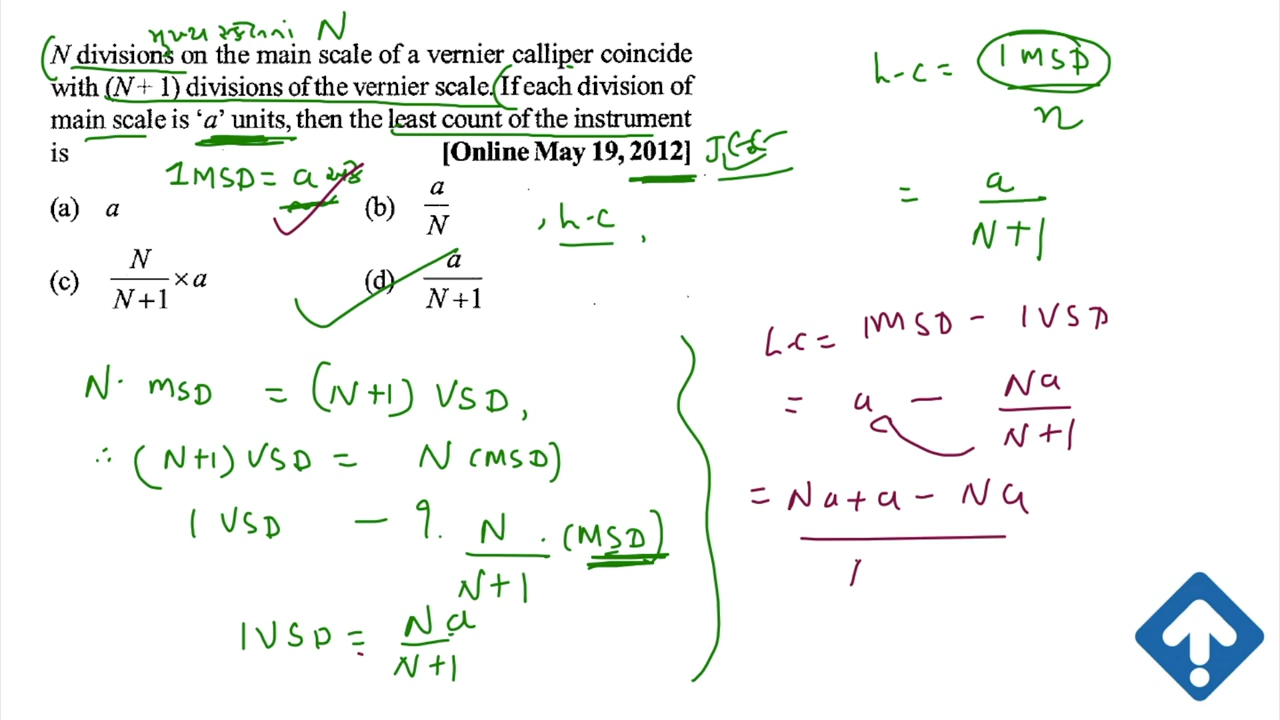 મુખ્ય સ્કેલના N
N divisions on the main scale of a vernier calliper coincide
with (N + 1) divisions of the vernier scale. If each division of
main scale is ‘a’ units, then the least count of the instrument
is [Online May 19, 2012] JEE
1MSD = a
(a) a (b) a/N
(c) N/N+1 × a (d) a/N+1
, L-C ,
N. MSD = (N+1) VSD,
∴ (N+1) VSD = N (MSD)
1 VSD — ?. N/N+1 . (MSD)
1VSD = Na/N+1
L-C = 1MSD/n
= a/N+1
L-C = 1MSD - 1VSD
= a - Na/N+1
= Na+a - Na